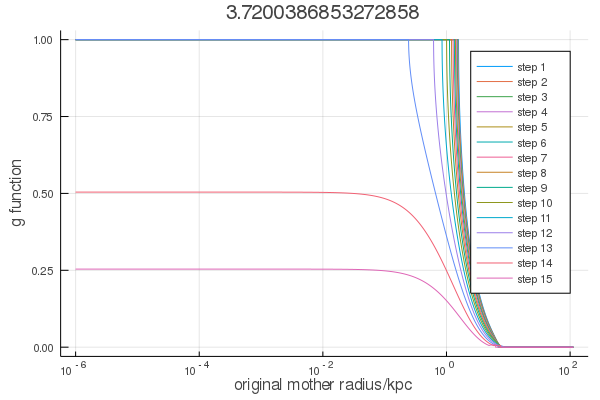 3.7200386853272858
g function
1.00
0.75
0.50
0.25
0.00
step 1
step 2
step 3
step 4
step 5
step 6
step 7
step 8
step 9
step 10
step 11
step 12
step 13
step 14
step 15
10^-6 10^-4 10^-2 10^0 10^2
original mother radius/kpc